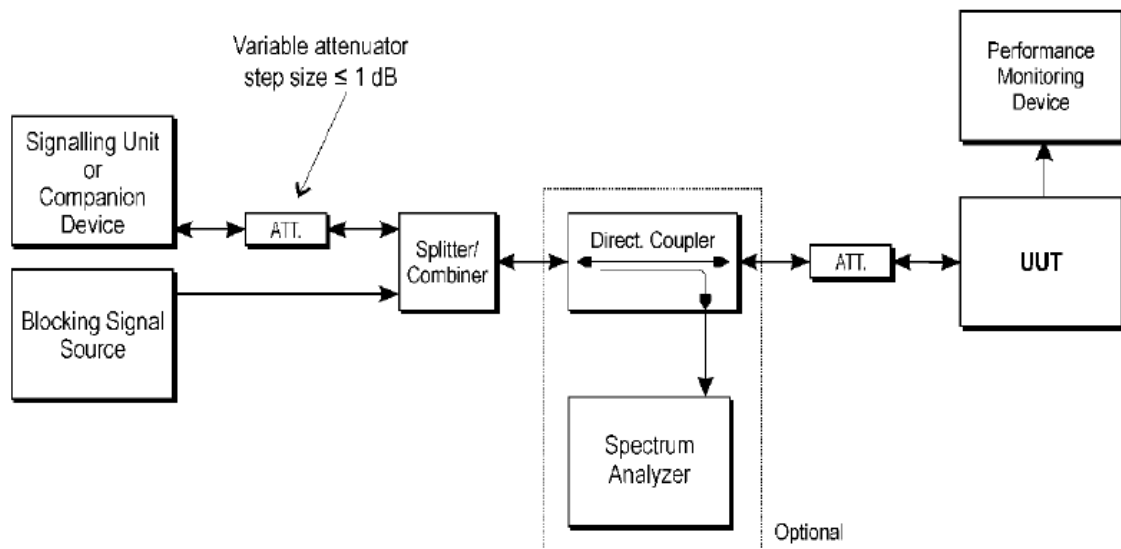 Variable attenuator
step size ≤ 1 dB
Performance
Monitoring
Device
Signalling Unit
or
Companion
Device
ATT.
Splitter/
Combiner
Direct. Coupler
ATT.
UUT
Blocking Signal
Source
Spectrum
Analyzer
Optional